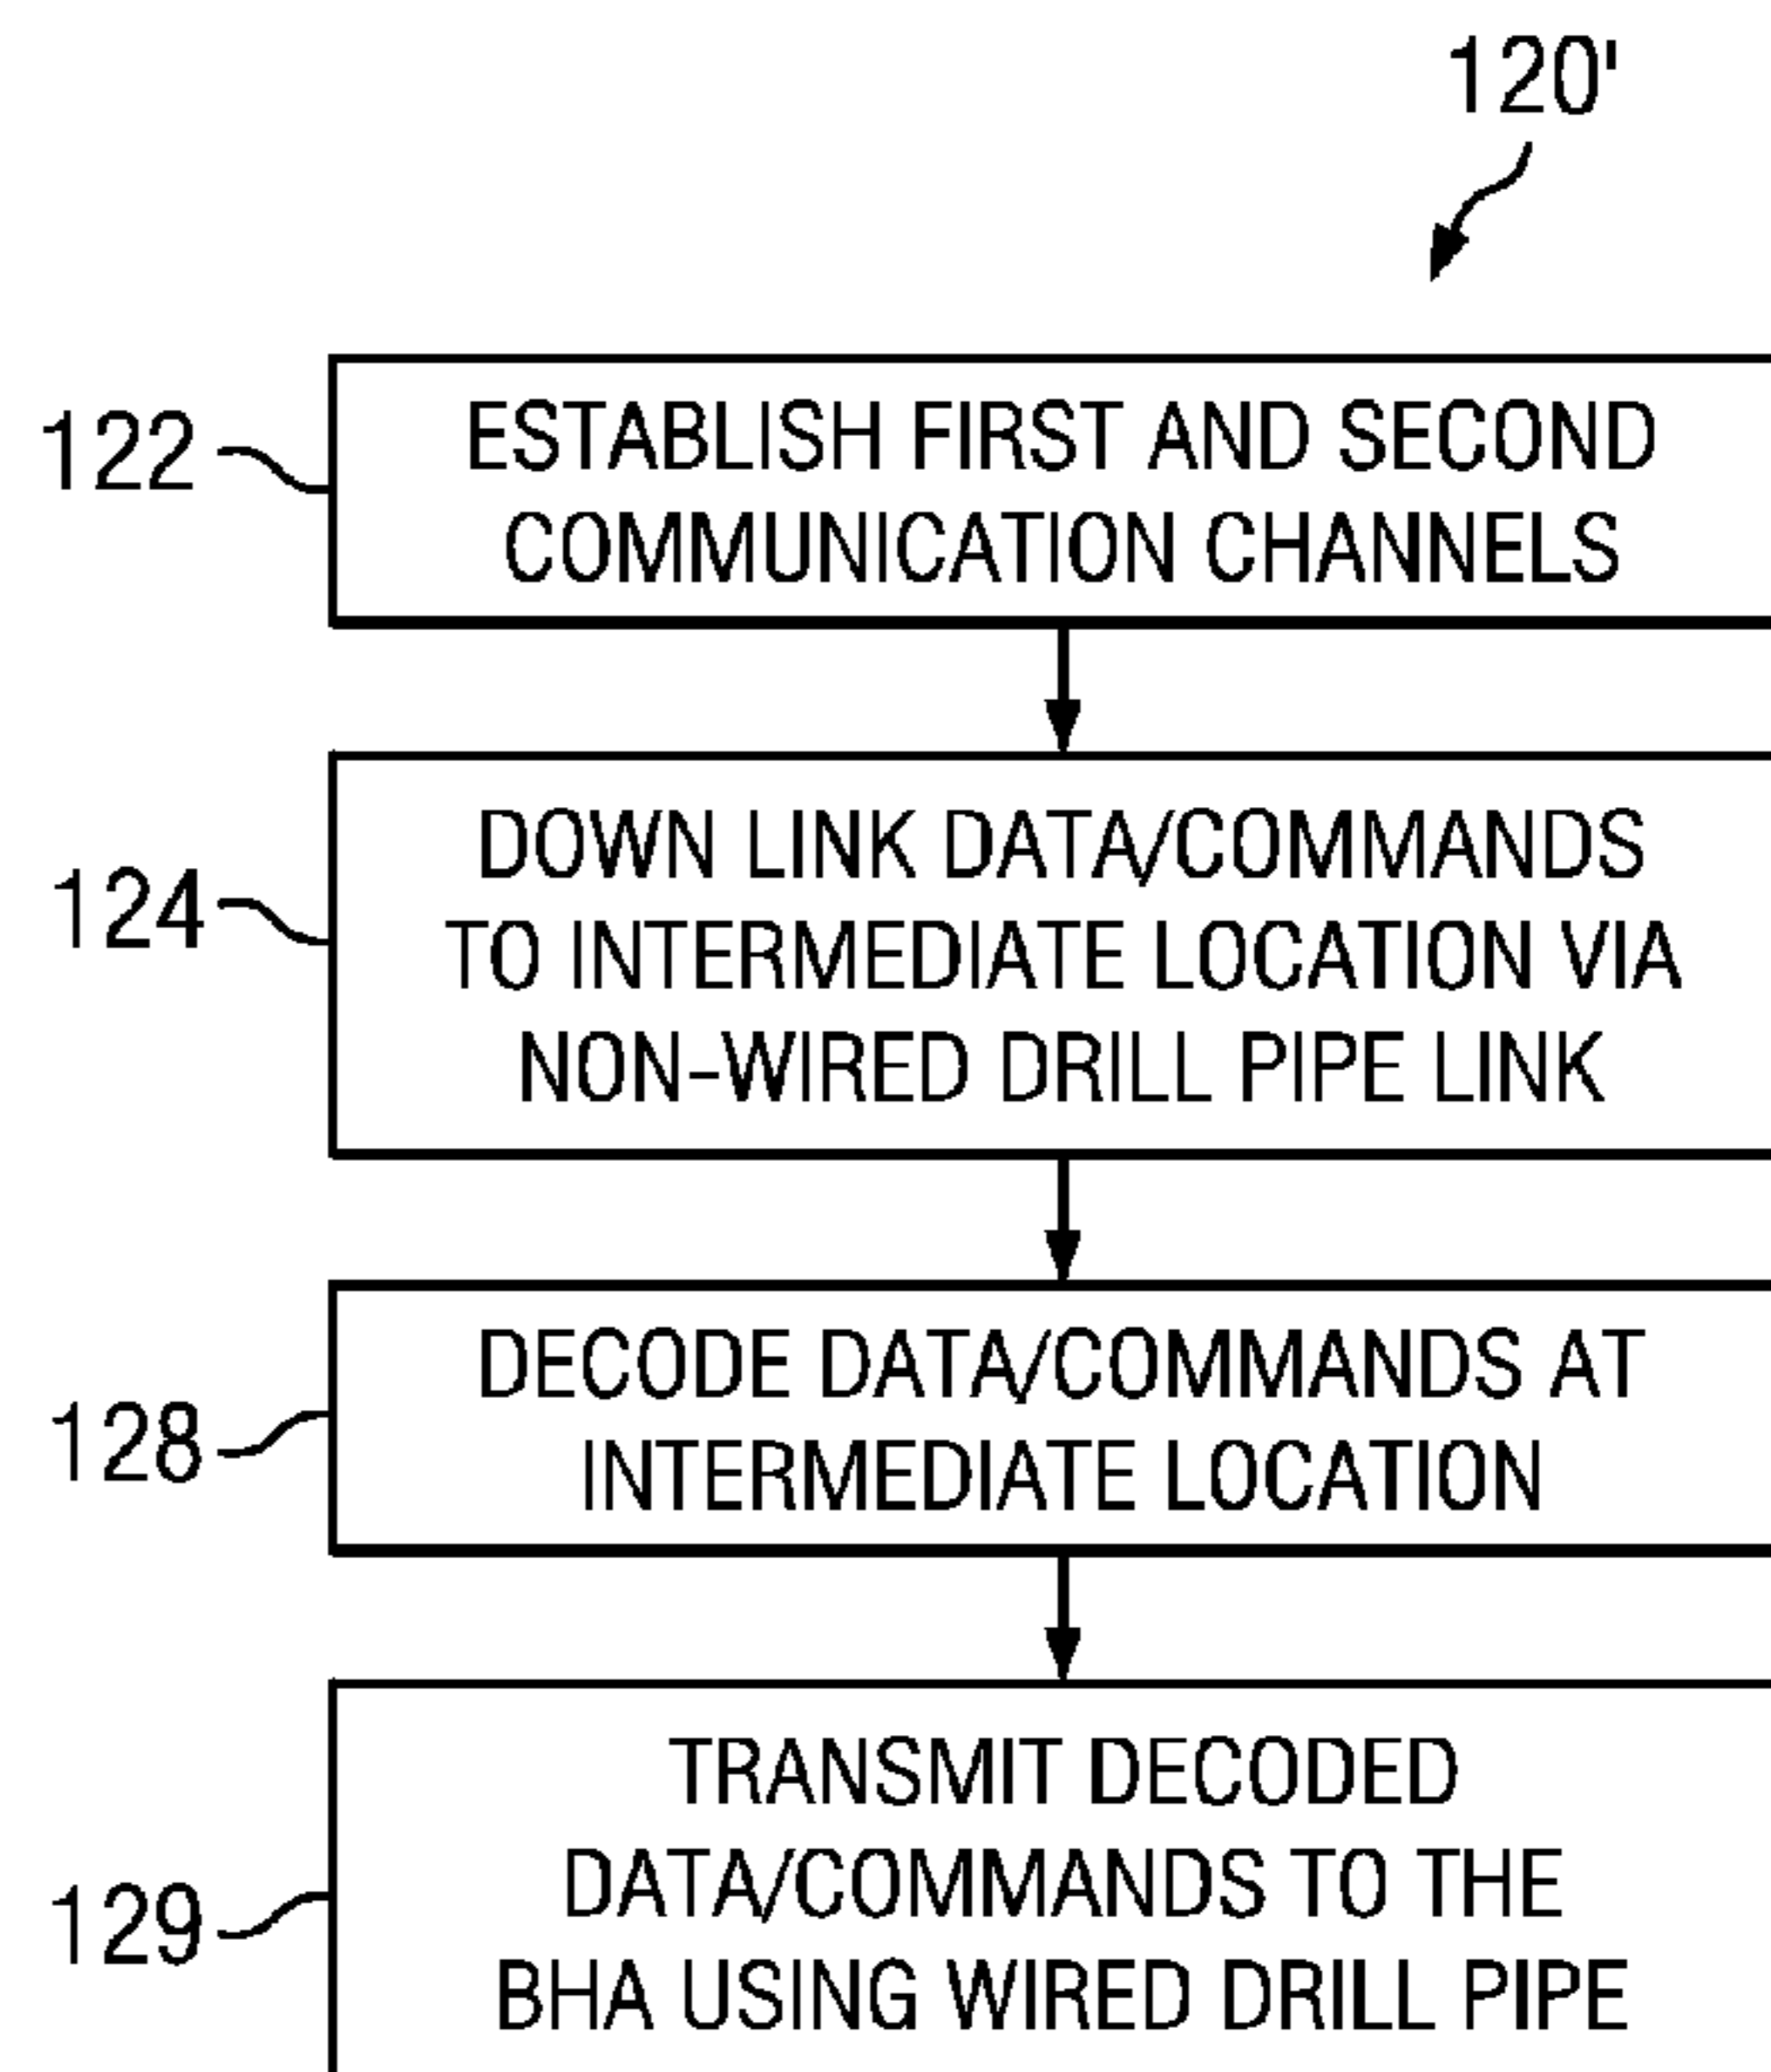 120'
122
ESTABLISH FIRST AND SECOND
COMMUNICATION CHANNELS
124
DOWN LINK DATA/COMMANDS
TO INTERMEDIATE LOCATION VIA
NON-WIRED DRILL PIPE LINK
128
DECODE DATA/COMMANDS AT
INTERMEDIATE LOCATION
129
TRANSMIT DECODED
DATA/COMMANDS TO THE
BHA USING WIRED DRILL PIPE